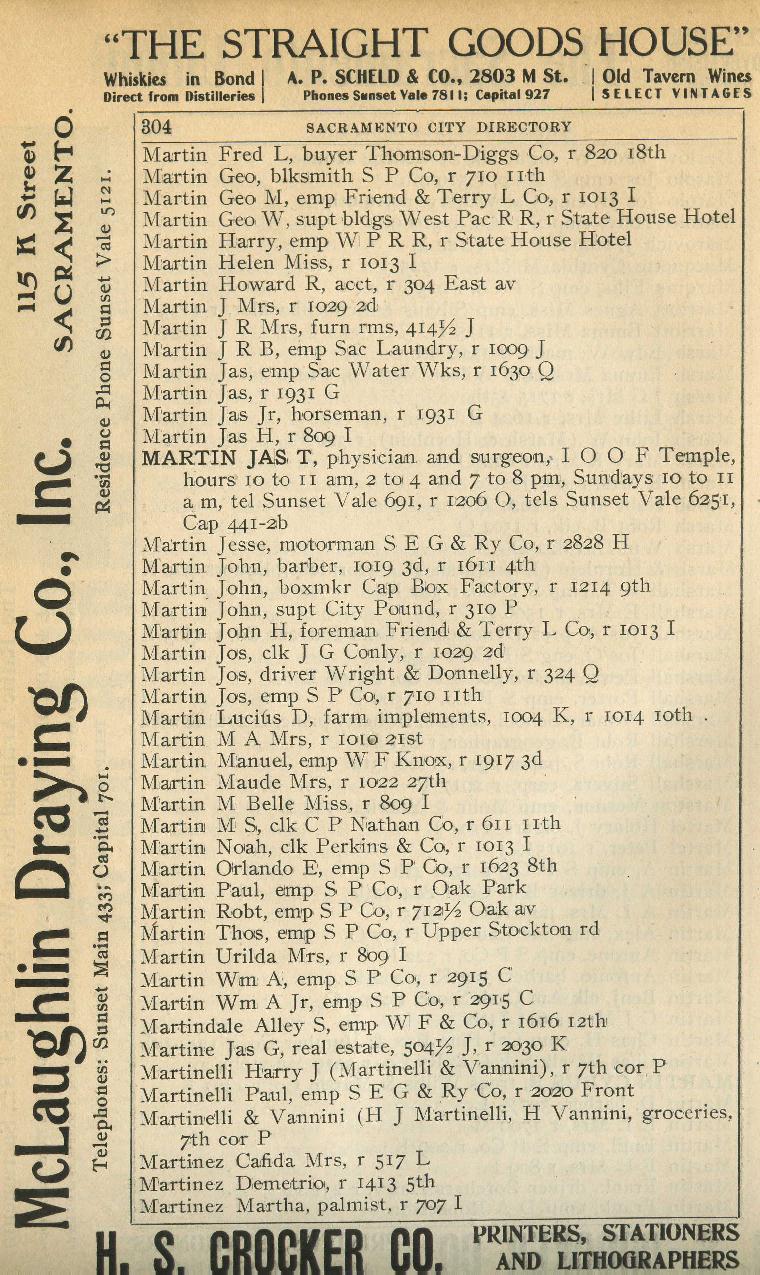 "THE STRAIGHT GOODS HOUSE"
Whiskies in Bond
Direct from Distilleries
A. P. SCHELD & CO., 2803 M St.
Phones Sunset Vale 7811; Capital 927
Old Tavern Wines
SELECT VINTAGES
304 SACRAMENTO CITY DIRECTORY
Martin Fred L, buyer Thomson-Diggs Co, r 820 18th
Martin Geo, blksmith S P Co, r 710 11th
Martin Geo M, emp Friend & Terry L Co, r 1013 I
Martin Geo W, supt bldgs West Pac R R, r State House Hotel
Martin Harry, emp W P R R, r State House Hotel
Martin Helen Miss, r 1013 I
Martin Howard R, acct, r 304 East av
Martin J Mrs, r 1029 2d
Martin J R Mrs, furn rms, 414½ J
Martin J R B, emp Sac Laundry, r 1009 J
Martin Jas, emp Sac Water Wks, r 1630 Q
Martin Jas, r 1931 G
Martin Jas Jr, horseman, r 1931 G
Martin Jas H, r 809 I
MARTIN JAS T, physician and surgeon, I O O F Temple,
hours 10 to 11 am, 2 to 4 and 7 to 8 pm, Sundays 10 to 11
a m, tel Sunset Vale 691, r 1206 O, tels Sunset Vale 6251,
Cap 441-2b
Martin Jesse, motorman S E G & Ry Co, r 2828 H
Martin John, barber, 1019 3d, r 1611 4th
Martin John, boxmkr Cap Box Factory, r 1214 9th
Martin John, supt City Pound, r 310 P
Martin John H, foreman Friend & Terry L Co, r 1013 I
Martin Jos, clk J G Conly, r 1029 2d
Martin Jos, driver Wright & Donnelly, r 324 Q
Martin Jos, emp S P Co, r 710 11th
Martin Lucius D, farm implements, 1004 K, r 1014 10th .
Martin M A Mrs, r 1010 21st
Martin Manuel, emp W F Knox, r 1917 3d
Martin Maude Mrs, r 1022 27th
Martin M Belle Miss, r 809 I
Martin M S, clk C P Nathan Co, r 611 11th
Martin Noah, clk Perkins & Co, r 1013 I
Martin Orlando E, emp S P Co, r 1623 8th
Martin Paul, emp S P Co, r Oak Park
Martin Robt, emp S P Co, r 712½ Oak av
Martin Thos, emp S P Co, r Upper Stockton rd
Martin Urilda Mrs, r 809 I
Martin Wm A, emp S P Co, r 2915 C
Martin Wm A Jr, emp S P Co, r 2915 C
Martindale Alley S, emp W F & Co, r 1616 12th
Martine Jas G, real estate, 504½ J, r 2030 K
Martinelli Harry J (Martinelli & Vannini), r 7th cor P
Martinelli Paul, emp S E G & Ry Co, r 2020 Front
Martinelli & Vannini (H J Martinelli, H Vannini, groceries,
7th cor P
Martinez Cafida Mrs, r 517 L
Martinez Demetrio, r 1413 5th
Martinez Martha, palmist, r 707 I
McLaughlin Draying Co., Inc.
115 K Street
SACRAMENTO.
Telephones: Sunset Main 433; Capital 701.
Residence Phone Sunset Vale 5121.
H. S. CROCKER CO.
PRINTERS, STATIONERS
AND LITHOGRAPHERS